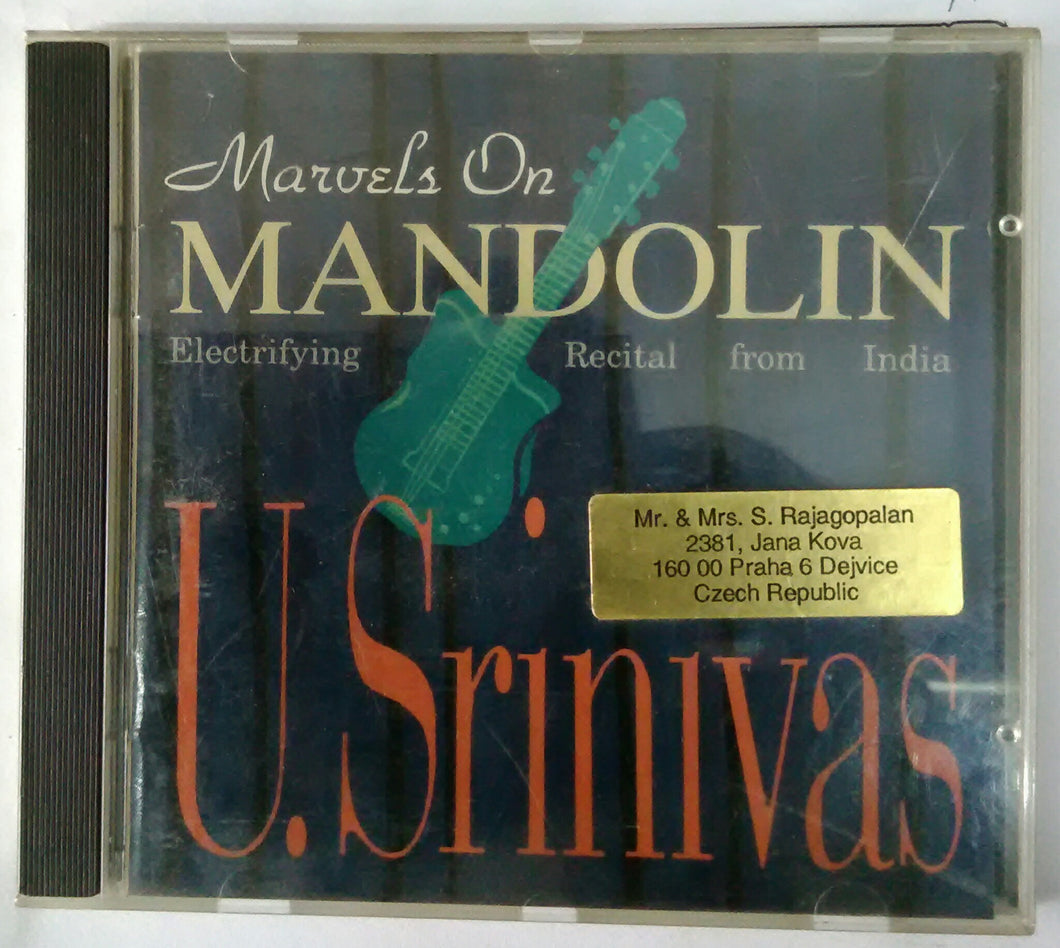 Marvels On
MANDOLIN
Electrifying Recital from India
U. Srinivas
Mr. & Mrs. S. Rajagopalan
2381, Jana Kova
160 00 Praha 6 Dejvice
Czech Republic